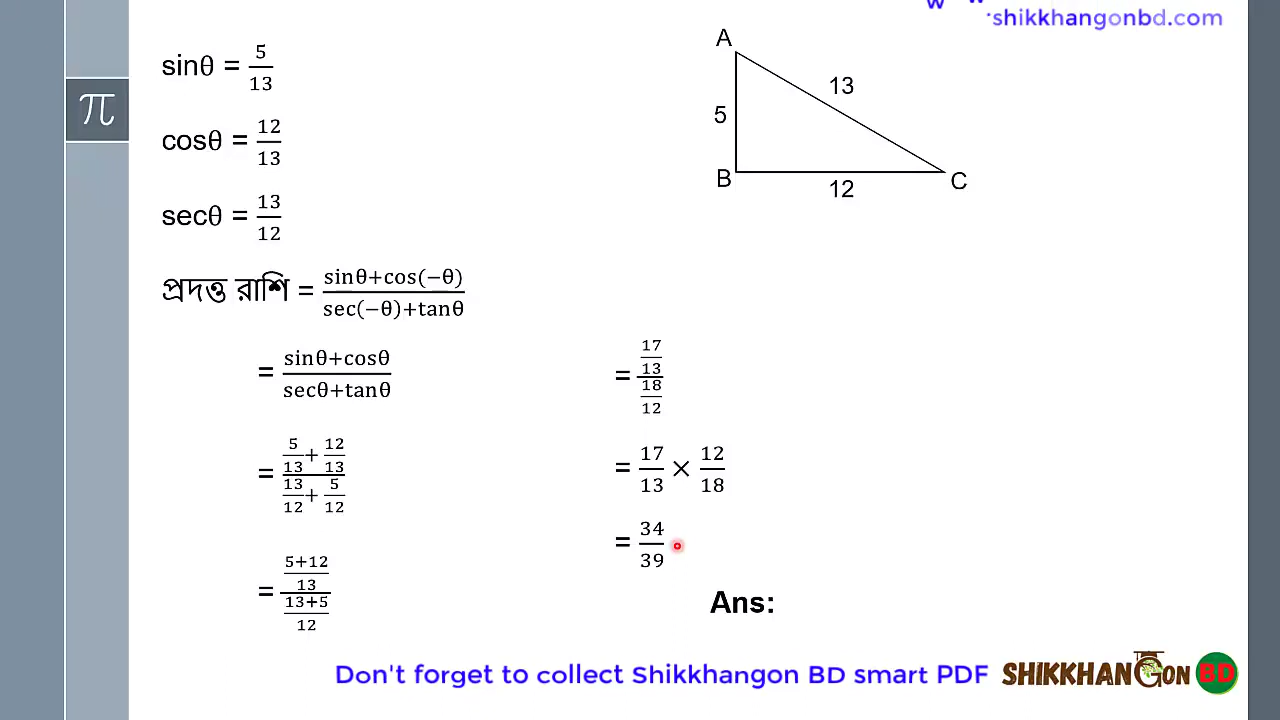 shikkhangonbd.com
π
sinθ = 5/13
cosθ = 12/13
secθ = 13/12
A
13
5
B
12
C
প্রদত্ত রাশি = (sinθ+cos(−θ))/(sec(−θ)+tanθ)
= (sinθ+cosθ)/(secθ+tanθ)
= (5/13+12/13)/(13/12+5/12)
= ((5+12)/13)/((13+5)/12)
= (17/13)/(18/12)
= 17/13 × 12/18
= 34/39
Ans:
Don't forget to collect Shikkhangon BD smart PDF
SHIKKHANGON BD